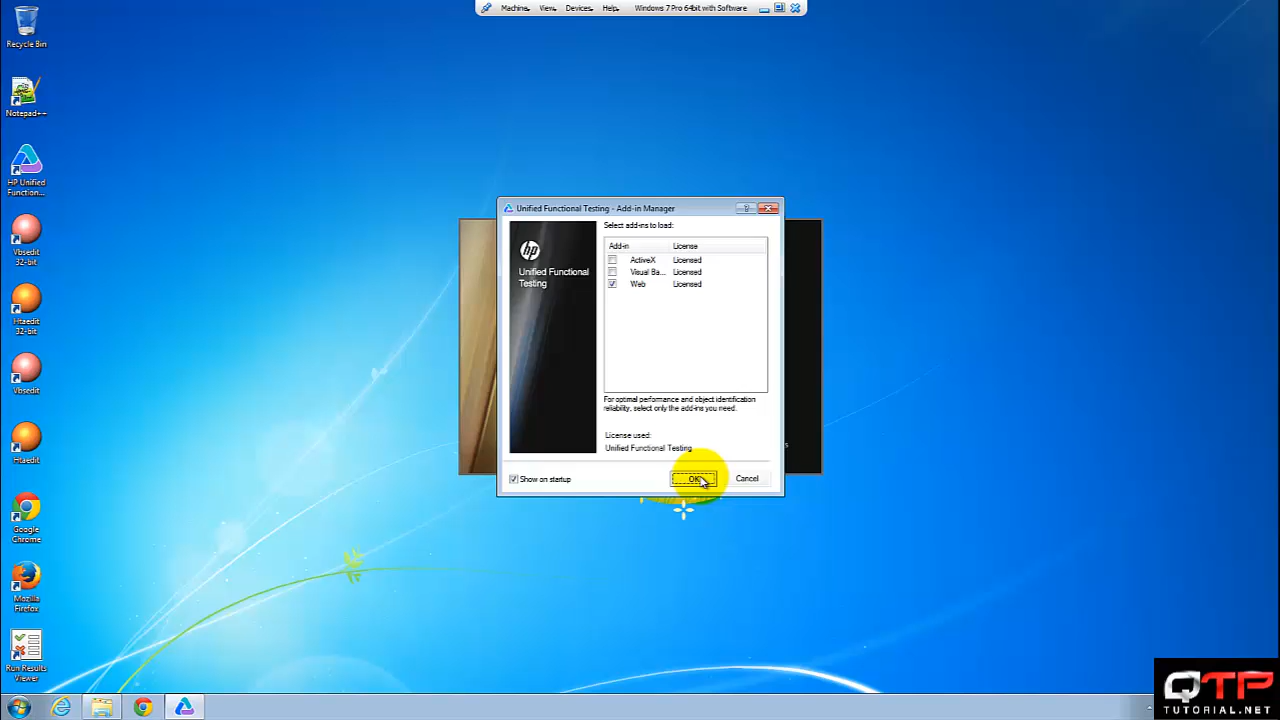 Machine View Devices Help Windows 7 Pro 64bit with Software
Recycle Bin
Notepad++
HP Unified
Function...
Vbsedit
32-bit
Htaedit
32-bit
Vbsedit
Htaedit
Google
Chrome
Mozilla
Firefox
Run Results
Viewer
Unified Functional Testing - Add-in Manager
hp
Unified Functional
Testing
Select add-ins to load:
Add-in License
ActiveX Licensed
Visual Ba... Licensed
Web Licensed
For optimal performance and object identification
reliability, select only the add-ins you need.
License used:
Unified Functional Testing
Show on startup
OK
Cancel
QTP
TUTORIAL.NET